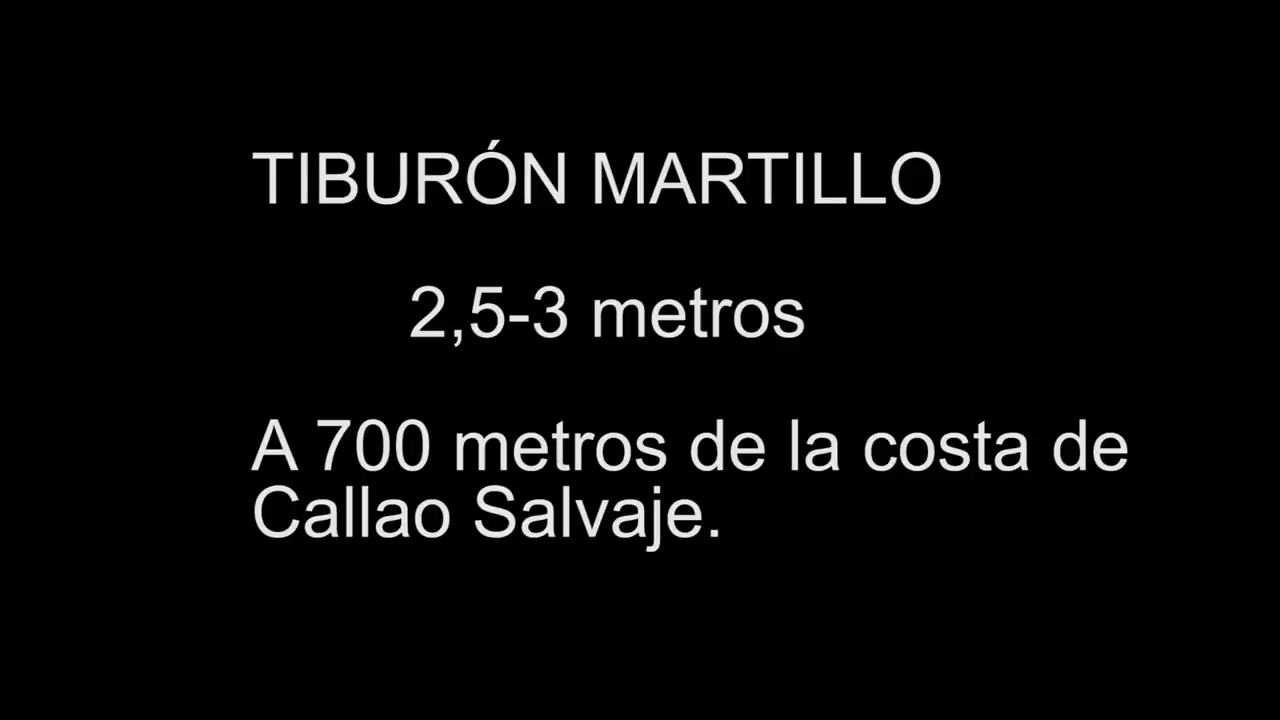 TIBURÓN MARTILLO
2,5-3 metros
A 700 metros de la costa de
Callao Salvaje.